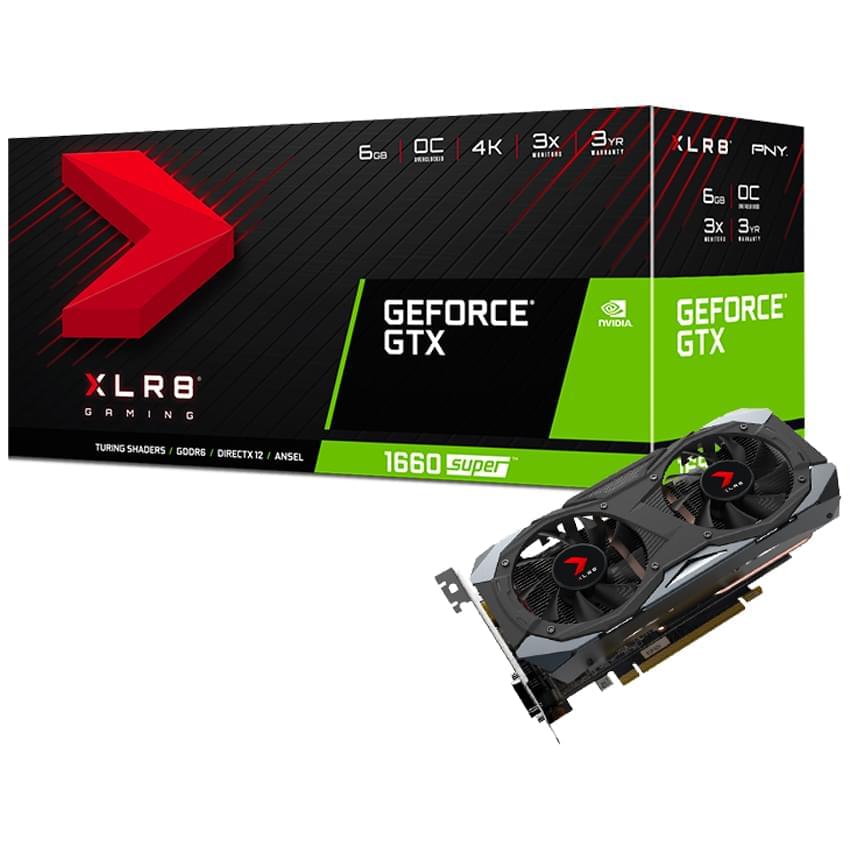 6GB OC OVERCLOCKED 4K 3X MONITORS 3YR WARRANTY
XLR8
GAMING
GEFORCE®
GTX
NVIDIA.
TURING SHADERS / GDDR6 / DIRECTX 12 / ANSEL
1660 SUPER™
XLR8 PNY.
6GB OC
3X MONITORS 3YR WARRANTY
GEFORCE®
GTX
XLR8
XLR8